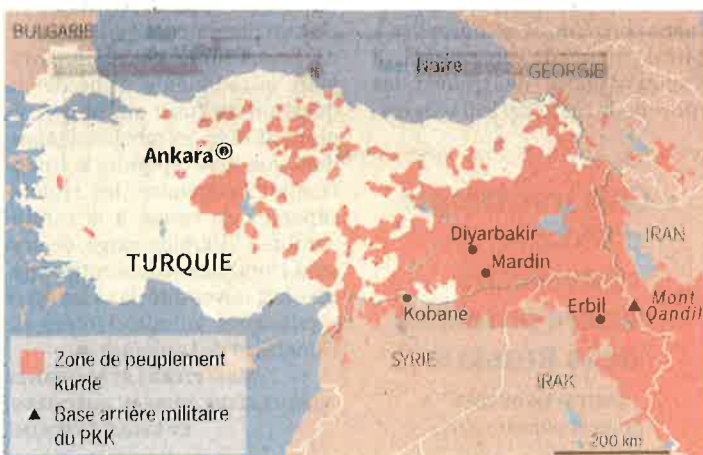 BULGARIE
Noire
GÉORGIE
Ankara
TURQUIE
Diyarbakir
Mardin
IRAN
Kobané
Erbil
Mont
Qandil
SYRIE
IRAK
Zone de peuplement
kurde
Base arrière militaire
du PKK
200 km